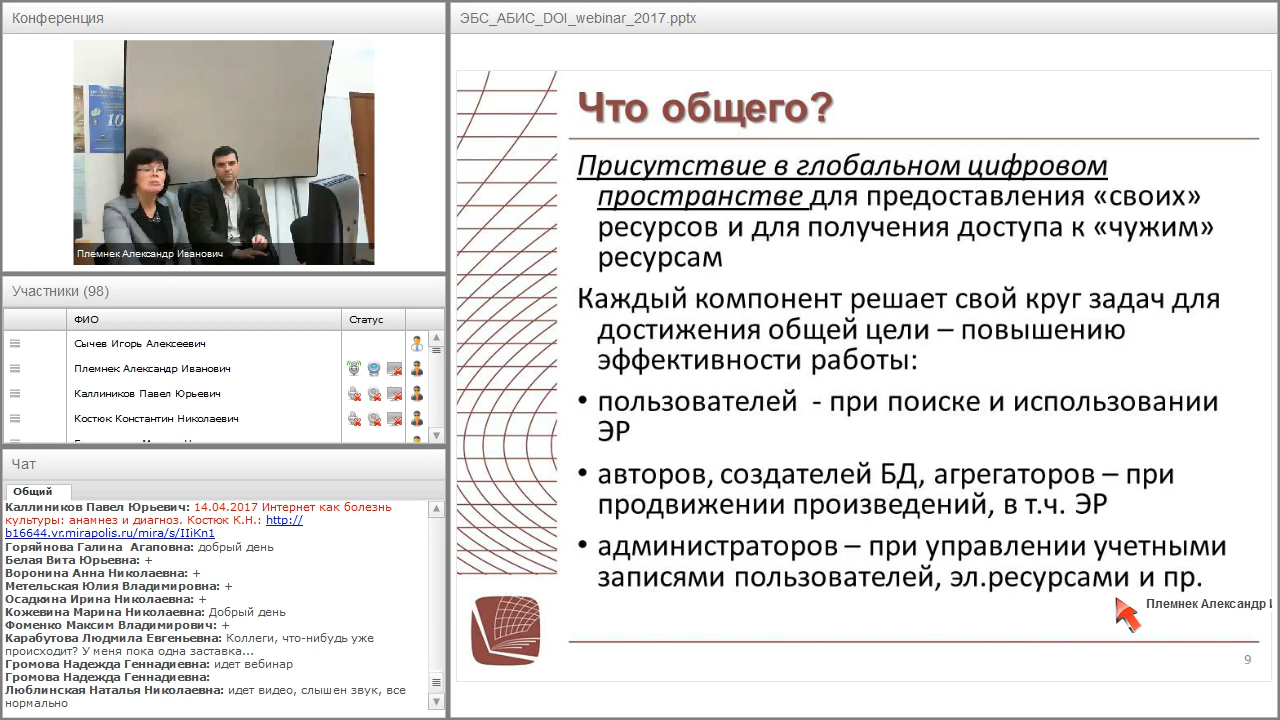 Конференция
10
Племнек Александр Иванович
Участники (98)
ФИО
Статус
Сычев Игорь Алексеевич
Племнек Александр Иванович
Каллиников Павел Юрьевич
Костюк Константин Николаевич
Чат
Общий
Каллиников Павел Юрьевич: 14.04.2017 Интернет как болезнь
культуры: анамнез и диагноз. Костюк К.Н.: http://
b16644.vr.mirapolis.ru/mira/s/IIiKn1
Горяйнова Галина Агаповна: добрый день
Белая Вита Юрьевна: +
Воронина Анна Николаевна: +
Метельская Юлия Владимировна: +
Осадкина Ирина Николаевна: +
Кожевина Марина Николаевна: Добрый день
Фоменко Максим Владимирович: +
Карабутова Людмила Евгеньевна: Коллеги, что-нибудь уже
происходит? У меня пока одна заставка...
Громова Надежда Геннадиевна: идет вебинар
Громова Надежда Геннадиевна:
Люблинская Наталья Николаевна: идет видео, слышен звук, все
нормально
ЭБС_АБИС_DOI_webinar_2017.pptx
Что общего?
Присутствие в глобальном цифровом
пространстве для предоставления «своих»
ресурсов и для получения доступа к «чужим»
ресурсам
Каждый компонент решает свой круг задач для
достижения общей цели – повышению
эффективности работы:
• пользователей - при поиске и использовании
ЭР
• авторов, создателей БД, агрегаторов – при
продвижении произведений, в т.ч. ЭР
• администраторов – при управлении учетными
записями пользователей, эл.ресурсами и пр.
Племнек Александр И
9